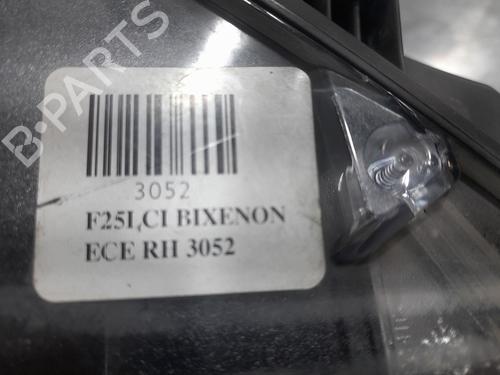 B-PARTS
3052
F25LCI BIXENON
ECE RH 3052